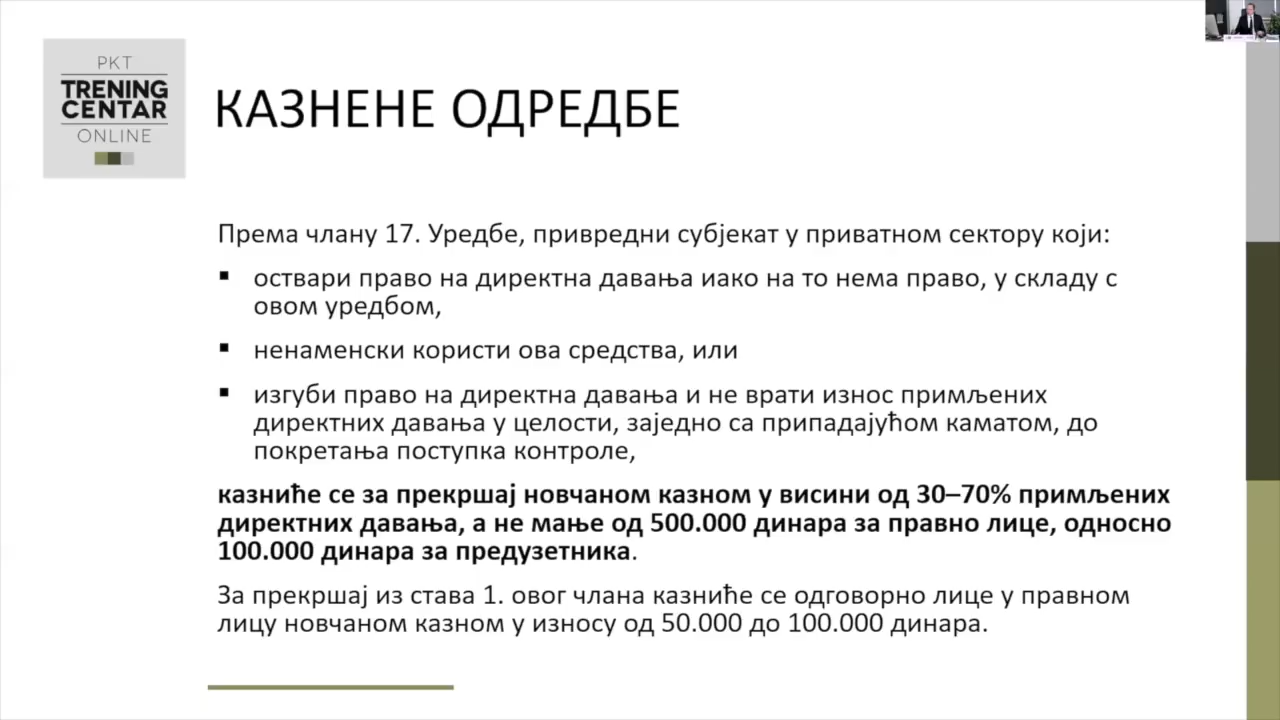 PKT
TRENING
CENTAR
ONLINE
КАЗНЕНЕ ОДРЕДБЕ
Према члану 17. Уредбе, привредни субјекат у приватном сектору који:
▪ оствари право на директна давања иако на то нема право, у складу с
овом уредбом,
▪ ненаменски користи ова средства, или
▪ изгуби право на директна давања и не врати износ примљених
директних давања у целости, заједно са припадајућом каматом, до
покретања поступка контроле,
казниће се за прекршај новчаном казном у висини од 30–70% примљених
директних давања, а не мање од 500.000 динара за правно лице, односно
100.000 динара за предузетника.
За прекршај из става 1. овог члана казниће се одговорно лице у правном
лицу новчаном казном у износу од 50.000 до 100.000 динара.